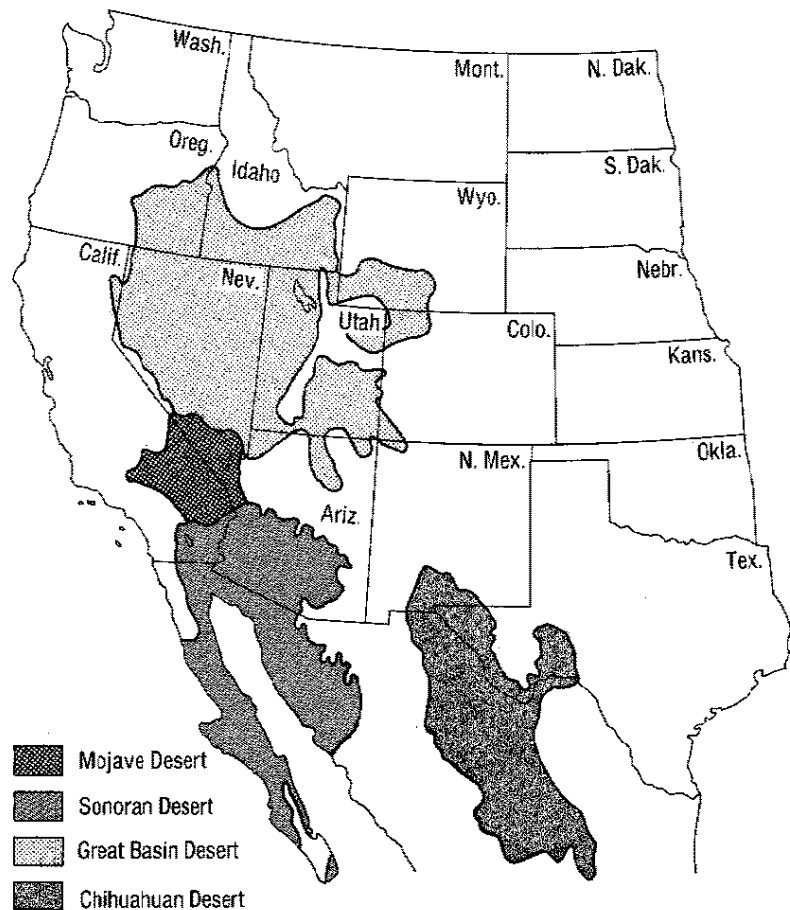 Wash.
Mont.
N. Dak.
Oreg.
Idaho
S. Dak.
Wyo.
Calif.
Nev.
Nebr.
Utah
Colo.
Kans.
N. Mex.
Okla.
Ariz.
Tex.
Mojave Desert
Sonoran Desert
Great Basin Desert
Chihuahuan Desert